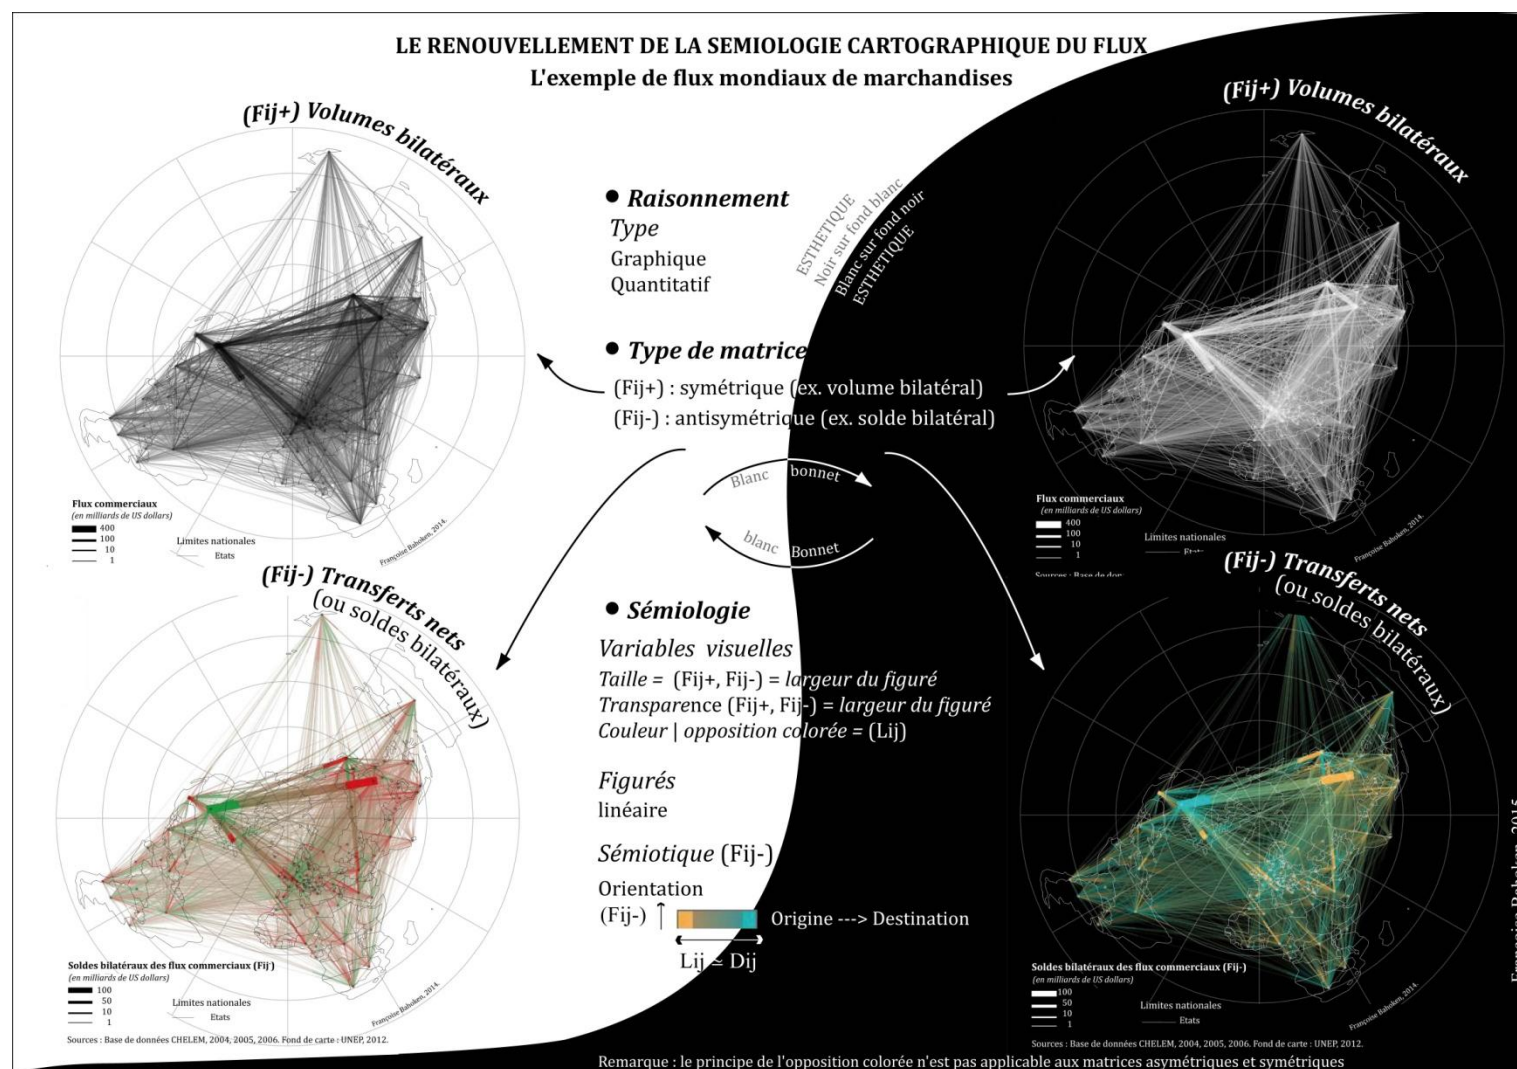 LE RENOUVELLEMENT DE LA SEMIOLOGIE CARTOGRAPHIQUE DU FLUX
L'exemple de flux mondiaux de marchandises
(Fij+) Volumes bilatéraux
(Fij+) Volumes bilatéraux
• Raisonnement
Type
Graphique
Quantitatif
ESTHETIQUE
Noir sur fond blanc
Blanc sur fond noir
ESTHETIQUE
• Type de matrice
(Fij+) : symétrique (ex. volume bilatéral)
(Fij-) : antisymétrique (ex. solde bilatéral)
Blanc bonnet
blanc Bonnet
Flux commerciaux
(en milliards de US dollars)
400
100
10
1
Limites nationales
Etats
Françoise Bahoken, 2014.
Flux commerciaux
(en milliards de US dollars)
400
100
10
1
Limites nationales
Françoise Bahoken, 2014.
Sources : Base de
(Fij-) Transferts nets
(ou soldes bilatéraux)
(Fij-) Transferts nets
(ou soldes bilatéraux)
• Sémiologie
Variables visuelles
Taille = (Fij+, Fij-) = largeur du figuré
Transparence (Fij+, Fij-) = largeur du figuré
Couleur | opposition colorée = (Lij)
Figurés
linéaire
Sémiotique (Fij-)
Orientation
(Fij-)
Origine ---> Destination
Lij ≃ Dij
Soldes bilatéraux des flux commerciaux (Fij-)
(en milliards de US dollars)
100
50
10
1
Limites nationales
Etats
Françoise Bahoken, 2014.
Sources : Base de données CHELEM, 2004, 2005, 2006. Fond de carte : UNEP, 2012.
Soldes bilatéraux des flux commerciaux (Fij-)
(en milliards de US dollars)
100
50
10
1
Limites nationales
Etats
Françoise Bahoken, 2014.
Sources : Base de données CHELEM, 2004, 2005, 2006. Fond de carte : UNEP, 2012.
Françoise Bahoken, 2015
Remarque : le principe de l'opposition colorée n'est pas applicable aux matrices asymétriques et symétriques